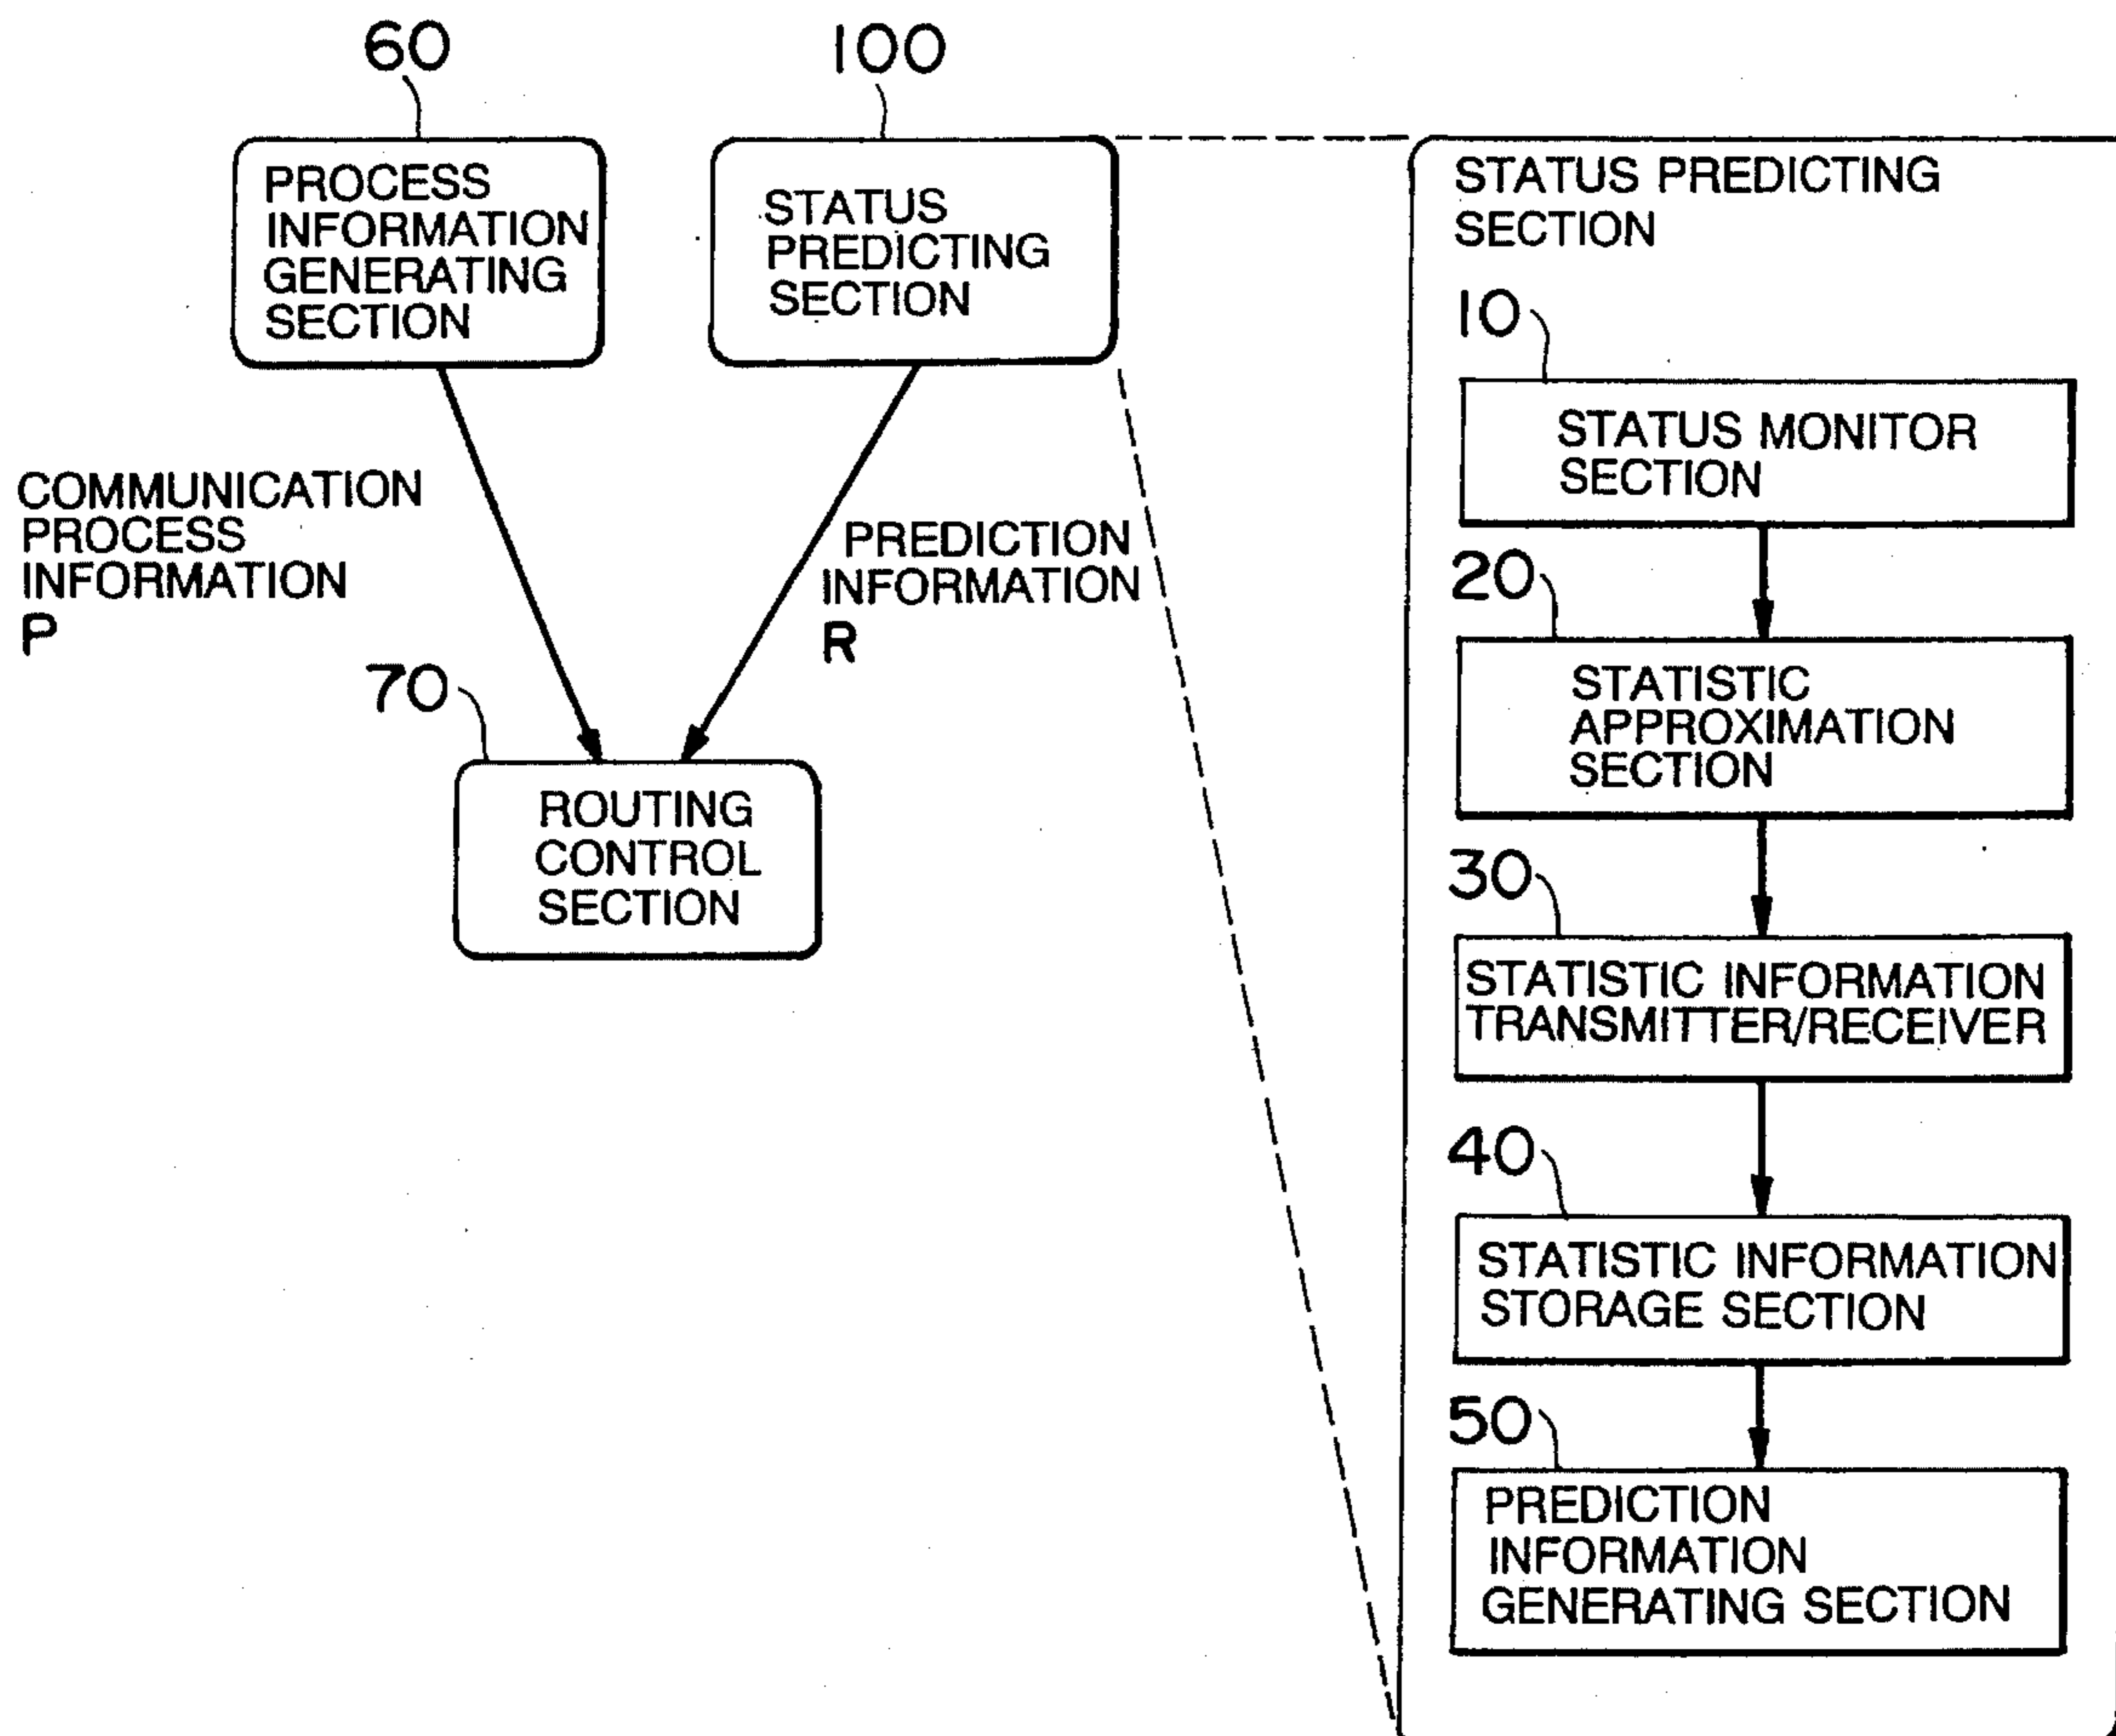 60
100
PROCESS
INFORMATION
GENERATING
SECTION
STATUS
PREDICTING
SECTION
COMMUNICATION
PROCESS
INFORMATION
P
PREDICTION
INFORMATION
R
70
ROUTING
CONTROL
SECTION
STATUS PREDICTING
SECTION
10
STATUS MONITOR
SECTION
20
STATISTIC
APPROXIMATION
SECTION
30
STATISTIC INFORMATION
TRANSMITTER/RECEIVER
40
STATISTIC INFORMATION
STORAGE SECTION
50
PREDICTION
INFORMATION
GENERATING SECTION